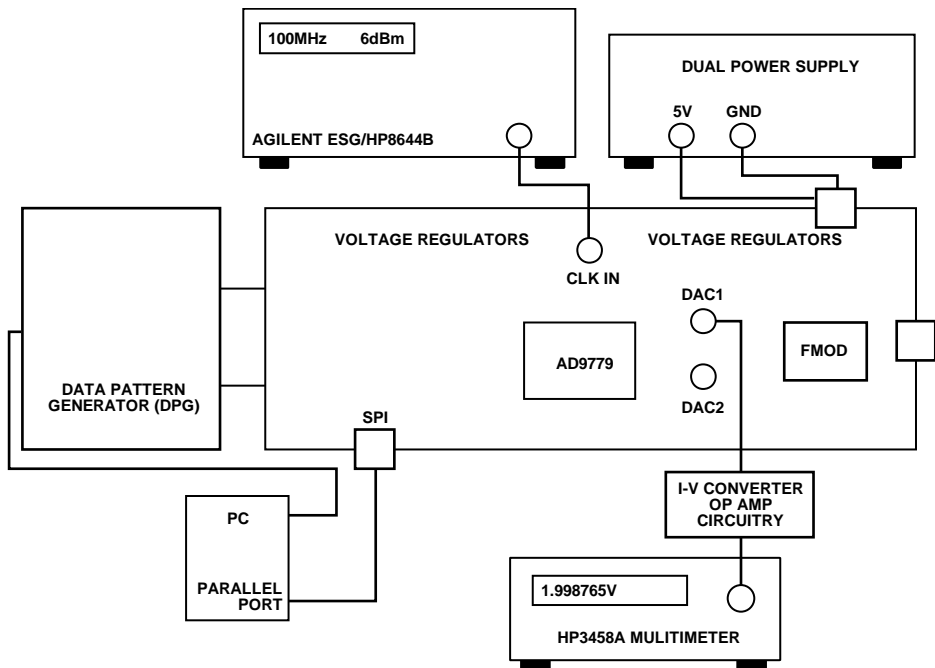 100MHz 6dBm
AGILENT ESG/HP8644B
DUAL POWER SUPPLY
5V GND
VOLTAGE REGULATORS
VOLTAGE REGULATORS
CLK IN
DAC1
AD9779
FMOD
DAC2
DATA PATTERN
GENERATOR (DPG)
SPI
PC
PARALLEL
PORT
I-V CONVERTER
OP AMP
CIRCUITRY
1.998765V
HP3458A MULITIMETER